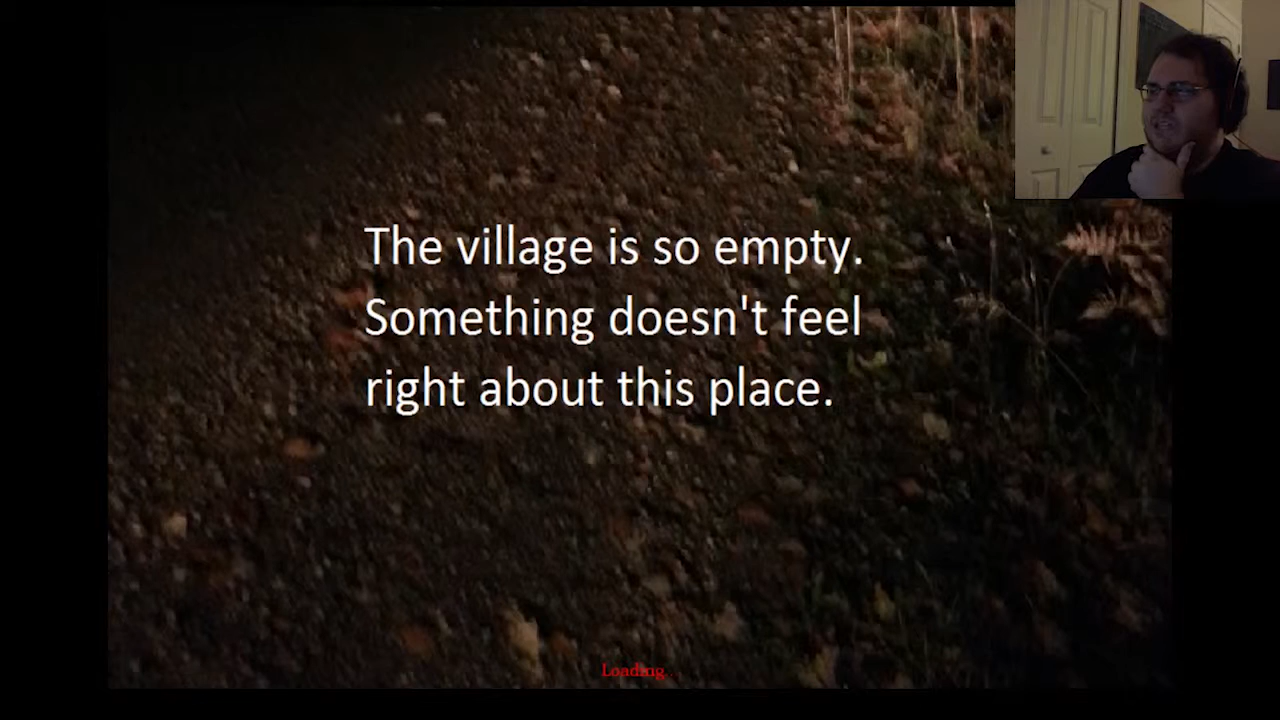 The village is so empty.
Something doesn't feel
right about this place.
Loading..